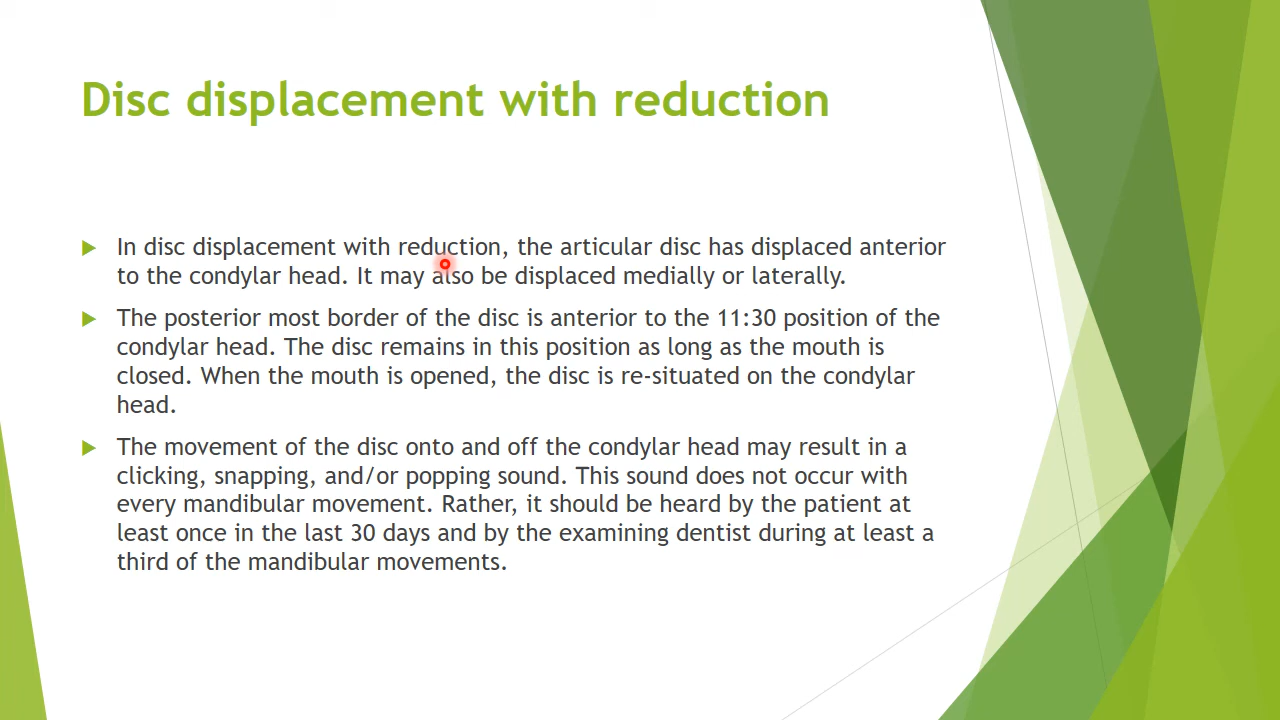 Disc displacement with reduction
In disc displacement with reduction, the articular disc has displaced anterior
to the condylar head. It may also be displaced medially or laterally.
The posterior most border of the disc is anterior to the 11:30 position of the
condylar head. The disc remains in this position as long as the mouth is
closed. When the mouth is opened, the disc is re-situated on the condylar
head.
The movement of the disc onto and off the condylar head may result in a
clicking, snapping, and/or popping sound. This sound does not occur with
every mandibular movement. Rather, it should be heard by the patient at
least once in the last 30 days and by the examining dentist during at least a
third of the mandibular movements.